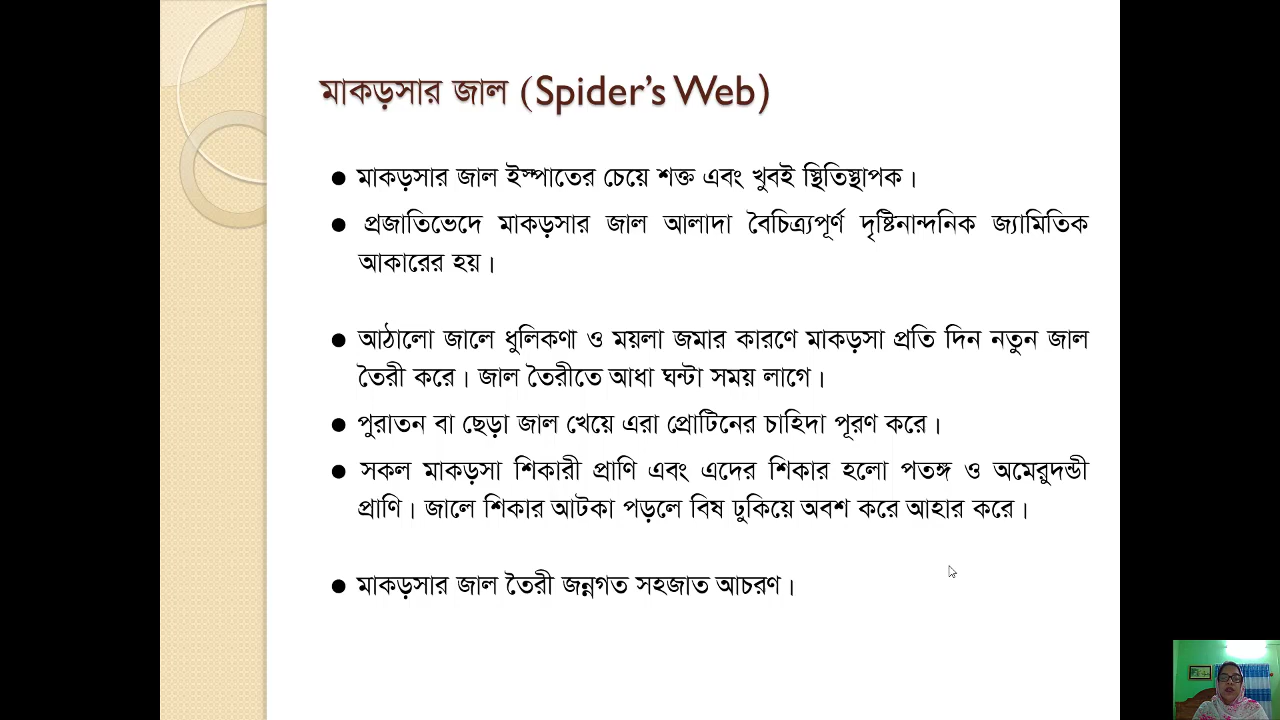 মাকড়সার জাল (Spider’s Web)
● মাকড়সার জাল ইস্পাতের চেয়ে শক্ত এবং খুবই স্থিতিস্থাপক।
● প্রজাতিভেদে মাকড়সার জাল আলাদা বৈচিত্র্যপূর্ণ দৃষ্টিনান্দনিক জ্যামিতিক
আকারের হয়।
● আঠালো জালে ধুলিকণা ও ময়লা জমার কারণে মাকড়সা প্রতি দিন নতুন জাল
তৈরী করে। জাল তৈরীতে আধা ঘন্টা সময় লাগে।
● পুরাতন বা ছেড়া জাল খেয়ে এরা প্রোটিনের চাহিদা পূরণ করে।
● সকল মাকড়সা শিকারী প্রাণি এবং এদের শিকার হলো পতঙ্গ ও অমেরুদন্ডী
প্রাণি। জালে শিকার আটকা পড়লে বিষ ঢুকিয়ে অবশ করে আহার করে।
● মাকড়সার জাল তৈরী জন্নগত সহজাত আচরণ।